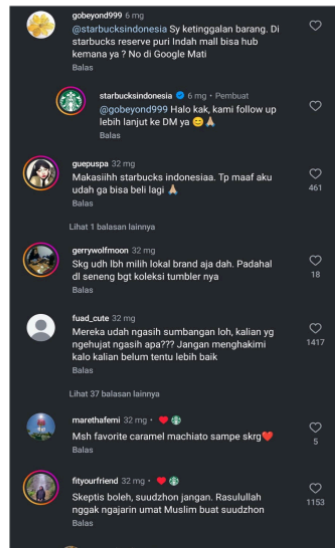 gobeyond999 6 mg
@starbucksindonesia Sy ketinggalan barang. Di
starbucks reserve puri Indah mall bisa hub
kemana ya ? No di Google Mati
Balas
starbucksindonesia 6 mg • Pembuat
@gobeyond999 Halo kak, kami follow up
lebih lanjut ke DM ya 😊🙏🏼
Balas
guepuspa 32 mg
Makasiihh starbucks indonesiaa. Tp maaf aku
udah ga bisa beli lagi 🙏🏼
461
Balas
Lihat 1 balasan lainnya
gerrywolfmoon 32 mg
Skg udh lbh milih lokal brand aja dah. Padahal
dl seneng bgt koleksi tumbler nya
18
Balas
fuad_cute 32 mg
Mereka udah ngasih sumbangan loh, kalian yg
ngehujat ngasih apa??? Jangan menghakimi
1417
kalo kalian belum tentu lebih baik
Balas
Lihat 37 balasan lainnya
marethafemi 32 mg •
Msh favorite caramel machiato sampe skrg❤️
5
Balas
fityourfriend 32 mg •
Skeptis boleh, suudzhon jangan. Rasulullah
nggak ngajarin umat Muslim buat suudzhon
1153
Balas